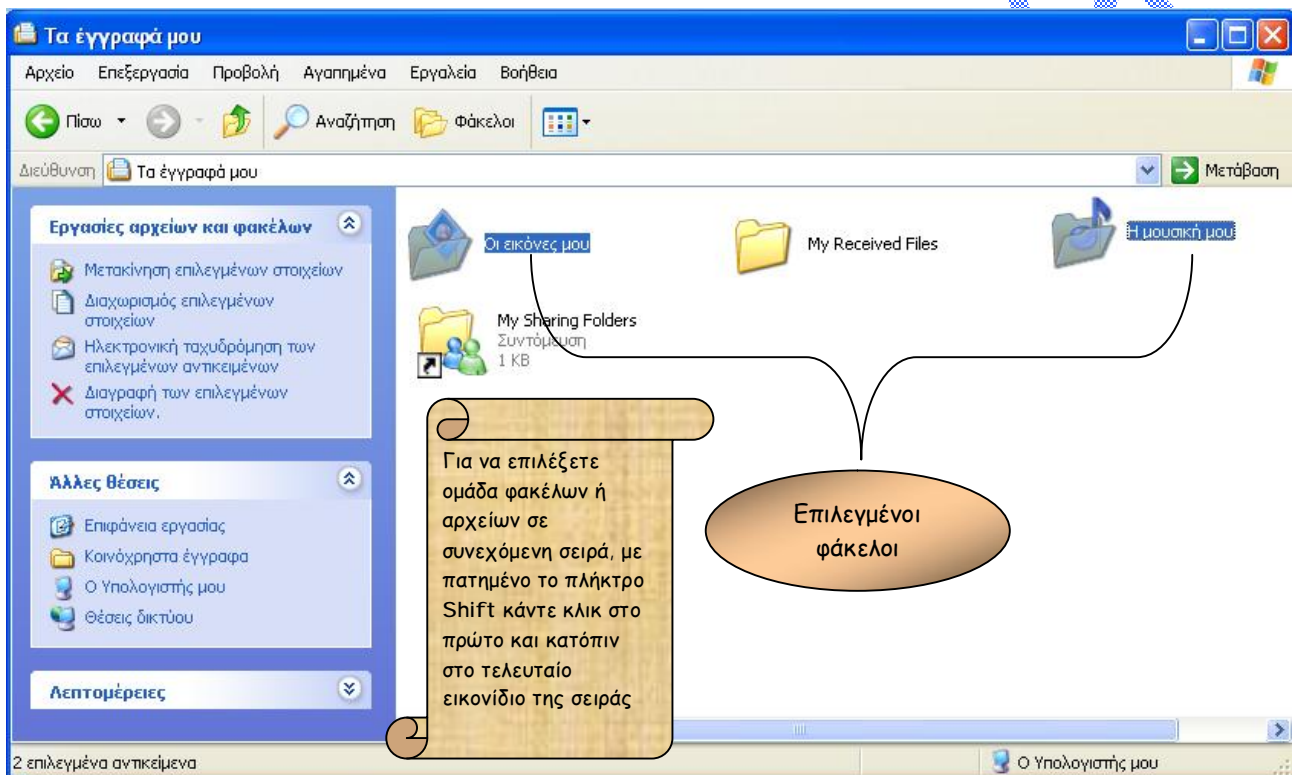 Τα έγγραφά μου
Αρχείο Επεξεργασία Προβολή Αγαπημένα Εργαλεία Βοήθεια
Πίσω Αναζήτηση Φάκελοι
Διεύθυνση Τα έγγραφά μου Μετάβαση
Εργασίες αρχείων και φακέλων
Μετακίνηση επιλεγμένων στοιχείων
Διαχωρισμός επιλεγμένων
στοιχείων
Ηλεκτρονική ταχυδρόμηση των
επιλεγμένων αντικειμένων
Διαγραφή των επιλεγμένων
στοιχείων.
Άλλες θέσεις
Επιφάνεια εργασίας
Κοινόχρηστα έγγραφα
Ο Υπολογιστής μου
Θέσεις δικτύου
Λεπτομέρειες
Οι εικόνες μου
My Received Files
Η μουσική μου
My Sharing Folders
Συντόμευση
1 KB
Για να επιλέξετε
ομάδα φακέλων ή
αρχείων σε
συνεχόμενη σειρά, με
πατημένο το πλήκτρο
Shift κάντε κλικ στο
πρώτο και κατόπιν
στο τελευταίο
εικονίδιο της σειράς
Επιλεγμένοι
φάκελοι
2 επιλεγμένα αντικείμενα
Ο Υπολογιστής μου